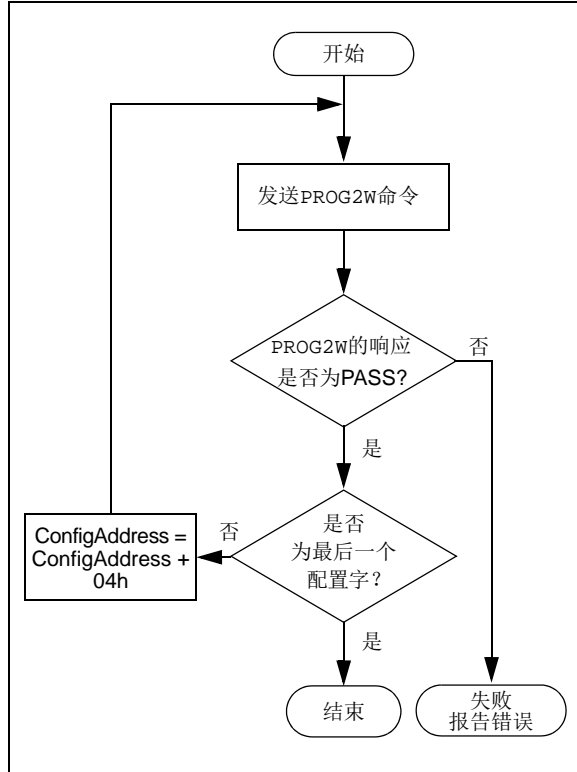 开始
发送PROG2W命令
PROG2W的响应
是否为PASS?
否
是
是否
为最后一个
配置字?
否
ConfigAddress =
ConfigAddress +
04h
是
结束
失败
报告错误